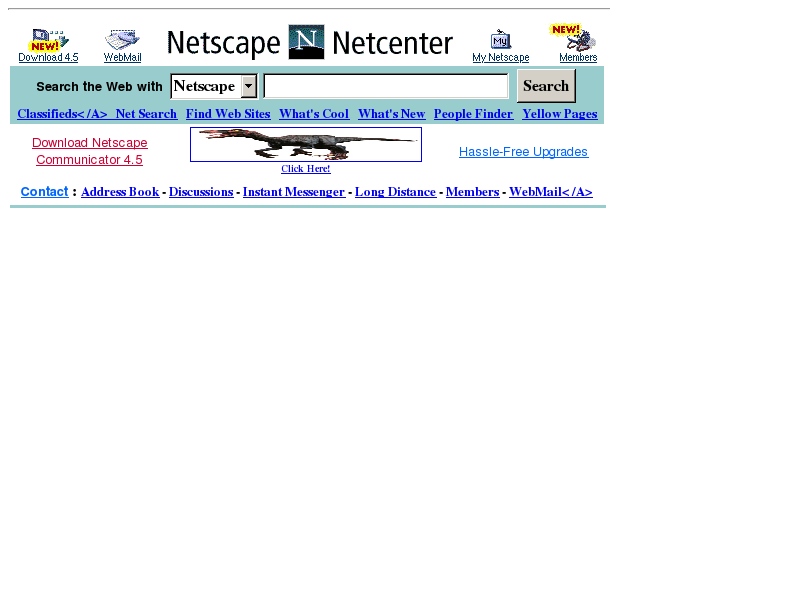 NEW!
Download 4.5
WebMail
Netscape N Netcenter
My
My Netscape
NEW!
Members
Search the Web with Netscape Search
Classifieds< /A> Net Search Find Web Sites What's Cool What's New People Finder Yellow Pages
Download Netscape
Communicator 4.5
Click Here!
Hassle-Free Upgrades
Contact : Address Book - Discussions - Instant Messenger - Long Distance - Members - WebMail< /A>